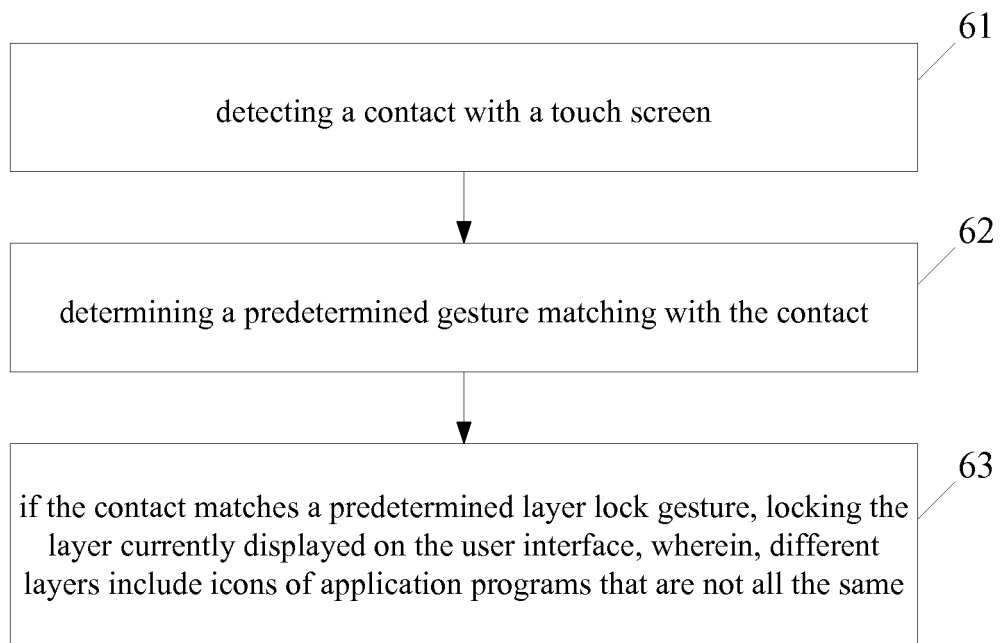 61
detecting a contact with a touch screen
62
determining a predetermined gesture matching with the contact
63
if the contact matches a predetermined layer lock gesture, locking the
layer currently displayed on the user interface, wherein, different
layers include icons of application programs that are not all the same